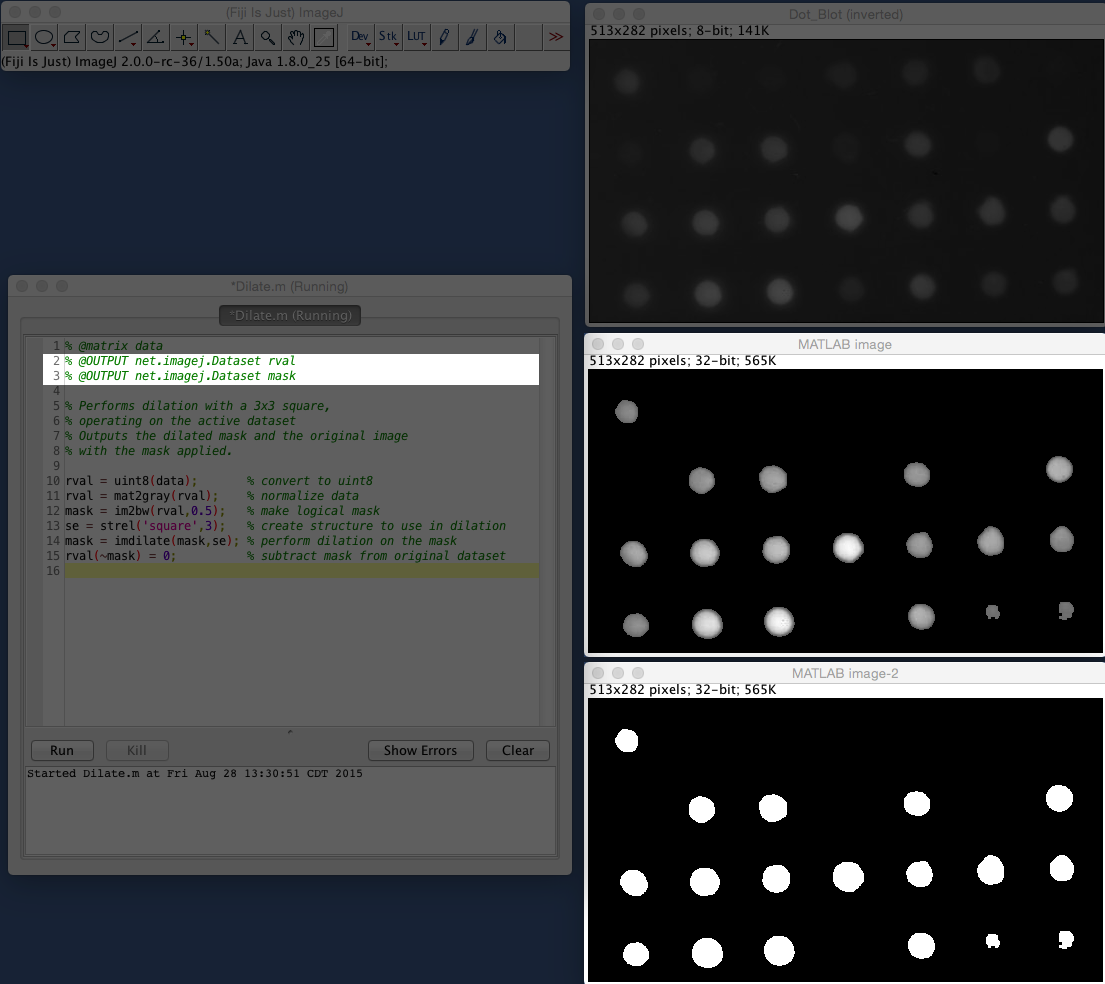 (Fiji Is Just) ImageJ
Dev Stk LUT >>
(Fiji Is Just) ImageJ 2.0.0-rc-36/1.50a; Java 1.8.0_25 [64-bit];
*Dilate.m (Running)
*Dilate.m (Running)
1 % @matrix data
2 % @OUTPUT net.imagej.Dataset rval
3 % @OUTPUT net.imagej.Dataset mask
4
5 % Performs dilation with a 3x3 square,
6 % operating on the active dataset
7 % Outputs the dilated mask and the original image
8 % with the mask applied.
9
10 rval = uint8(data); % convert to uint8
11 rval = mat2gray(rval); % normalize data
12 mask = im2bw(rval,0.5); % make logical mask
13 se = strel('square',3); % create structure to use in dilation
14 mask = imdilate(mask,se); % perform dilation on the mask
15 rval(~mask) = 0; % subtract mask from original dataset
16
Run Kill Show Errors Clear
Started Dilate.m at Fri Aug 28 13:30:51 CDT 2015
Dot_Blot (inverted)
513x282 pixels; 8-bit; 141K
MATLAB image
513x282 pixels; 32-bit; 565K
MATLAB image-2
513x282 pixels; 32-bit; 565K